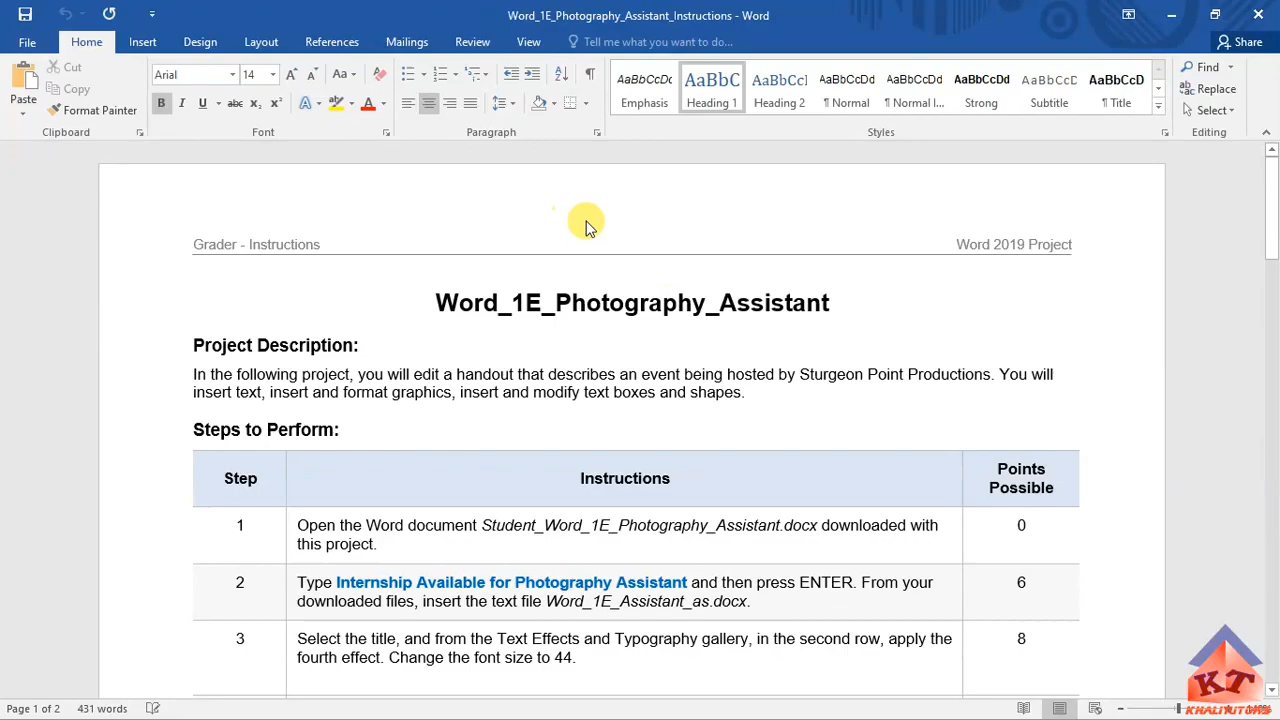 Word_1E_Photography_Assistant_Instructions - Word
File Home Insert Design Layout References Mailings Review View Tell me what you want to do... Share
Paste
Cut
Copy
Format Painter
Clipboard
Arial 14
Font
Paragraph
AaBbCcDc AaBbC AaBbCcI AaBbCcDd AaBbCcDd AaBbCcDd AaBbCcDd AaBbCcD
Emphasis Heading 1 Heading 2 ¶ Normal ¶ Normal I... Strong Subtitle ¶ Title
Styles
Find
Replace
Select
Editing
Grader - Instructions Word 2019 Project
Word_1E_Photography_Assistant
Project Description:
In the following project, you will edit a handout that describes an event being hosted by Sturgeon Point Productions. You will
insert text, insert and format graphics, insert and modify text boxes and shapes.
Steps to Perform:
Step Instructions Points Possible
1 Open the Word document Student_Word_1E_Photography_Assistant.docx downloaded with 0
this project.
2 Type Internship Available for Photography Assistant and then press ENTER. From your 6
downloaded files, insert the text file Word_1E_Assistant_as.docx.
3 Select the title, and from the Text Effects and Typography gallery, in the second row, apply the 8
fourth effect. Change the font size to 44.
KT
KHALITUTORS
Page 1 of 2 431 words